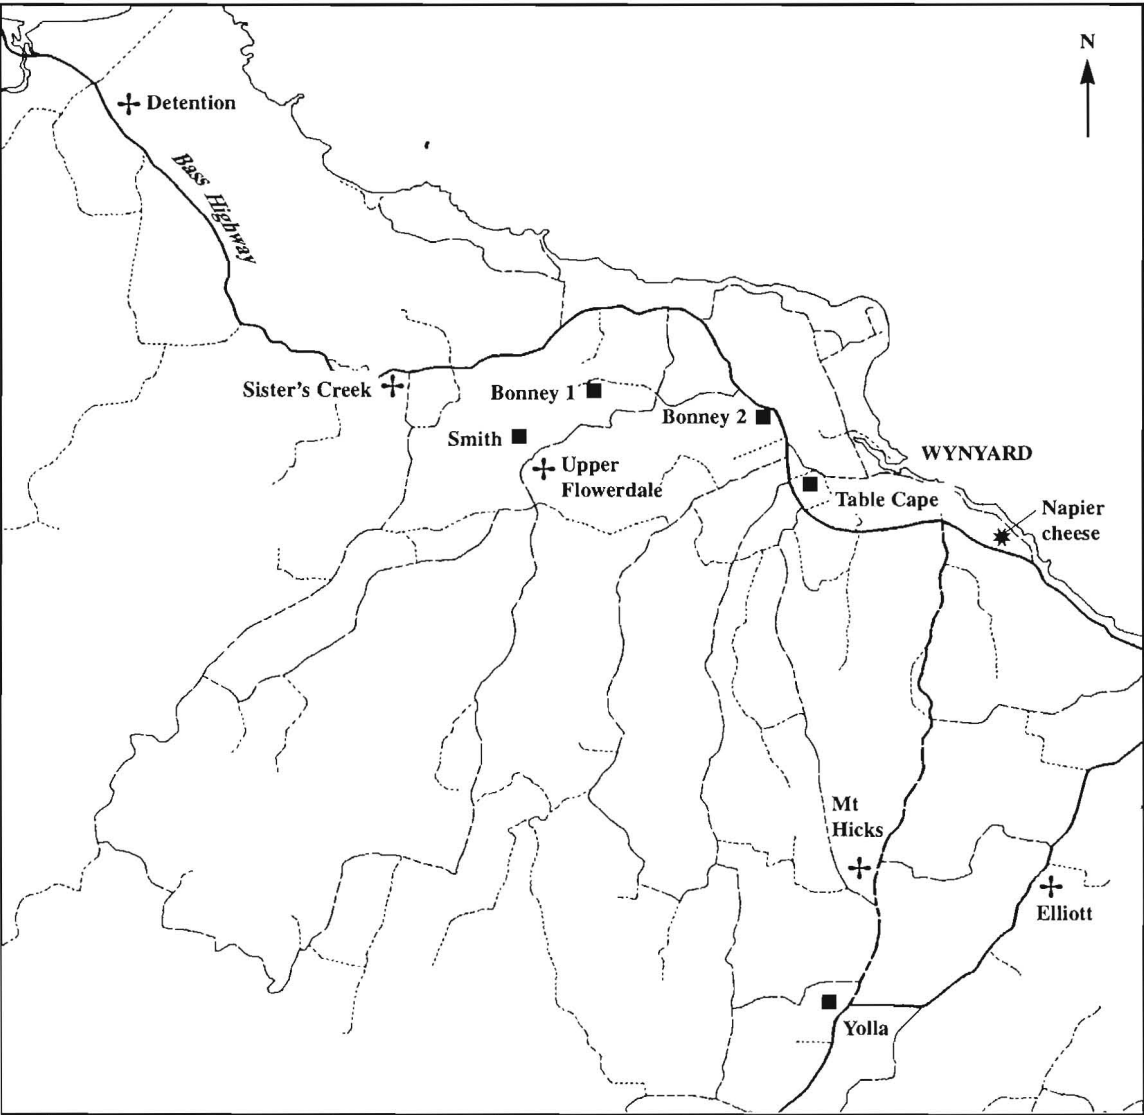 N
Detention
Bass Highway
Sister's Creek
Bonney 1
Bonney 2
Smith
Upper
Flowerdale
WYNYARD
Table Cape
Napier
cheese
Mt
Hicks
Elliott
Yolla